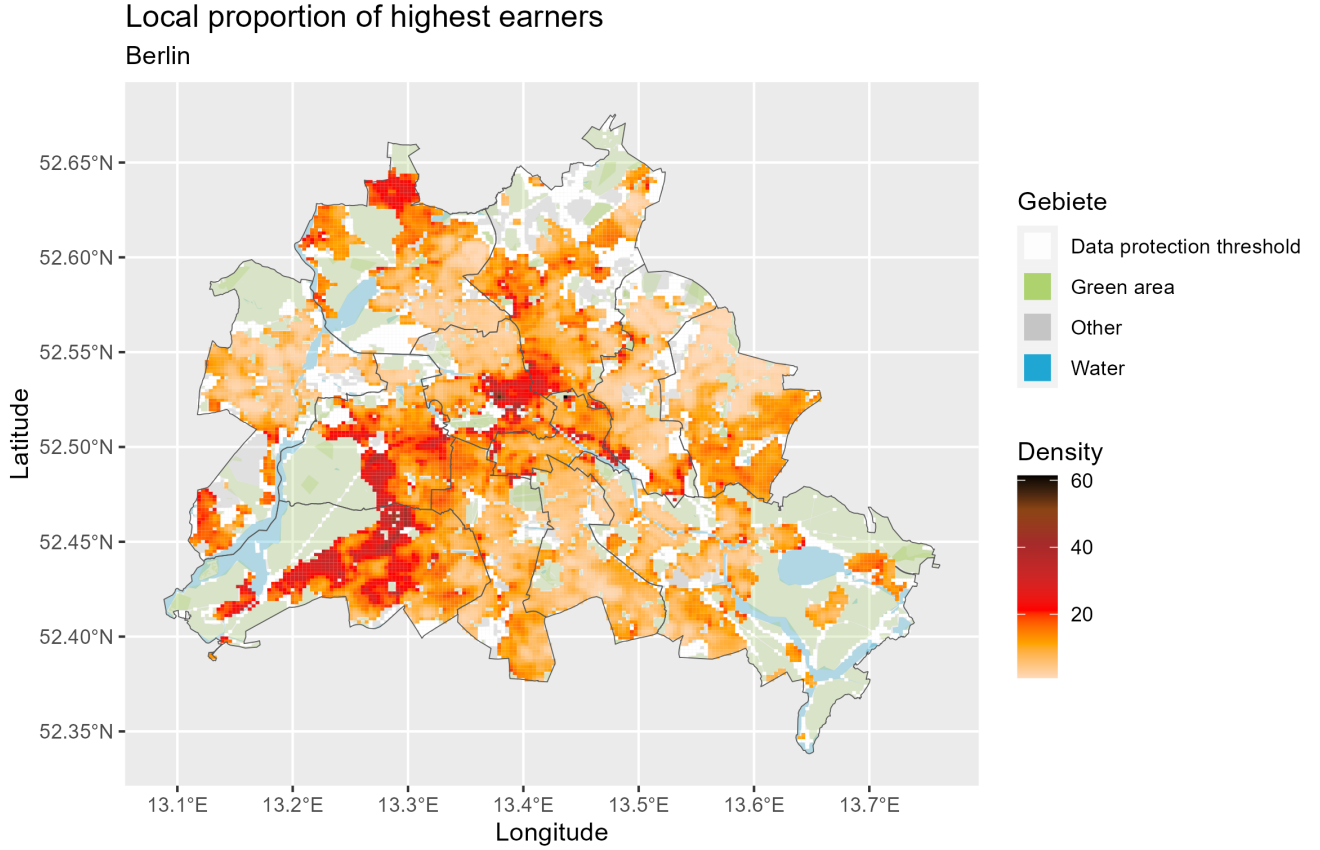 Local proportion of highest earners
Berlin
Latitude
52.65°N
52.60°N
52.55°N
52.50°N
52.45°N
52.40°N
52.35°N
13.1°E
13.2°E
13.3°E
13.4°E
13.5°E
13.6°E
13.7°E
Longitude
Gebiete
Data protection threshold
Green area
Other
Water
Density
60
40
20